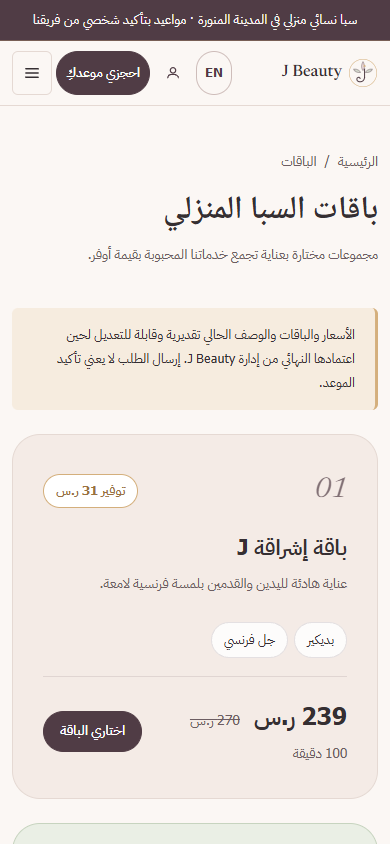 سبا نسائي منزلي في المدينة المنورة · مواعيد بتأكيد شخصي من فريقنا
J Beauty
EN
احجزي موعدكِ
الرئيسية / الباقات
باقات السبا المنزلي
مجموعات مختارة بعناية تجمع خدماتنا المحبوبة بقيمة أوفر.
الأسعار والباقات والوصف الحالي تقديرية وقابلة للتعديل لحين
اعتمادها النهائي من إدارة J Beauty. إرسال الطلب لا يعني تأكيد
الموعد.
01
توفير 31 ر.س
باقة إشراقة J
عناية هادئة لليدين والقدمين بلمسة فرنسية لامعة.
بديكير
جل فرنسي
239 ر.س
270 ر.س
اختاري الباقة
100 دقيقة